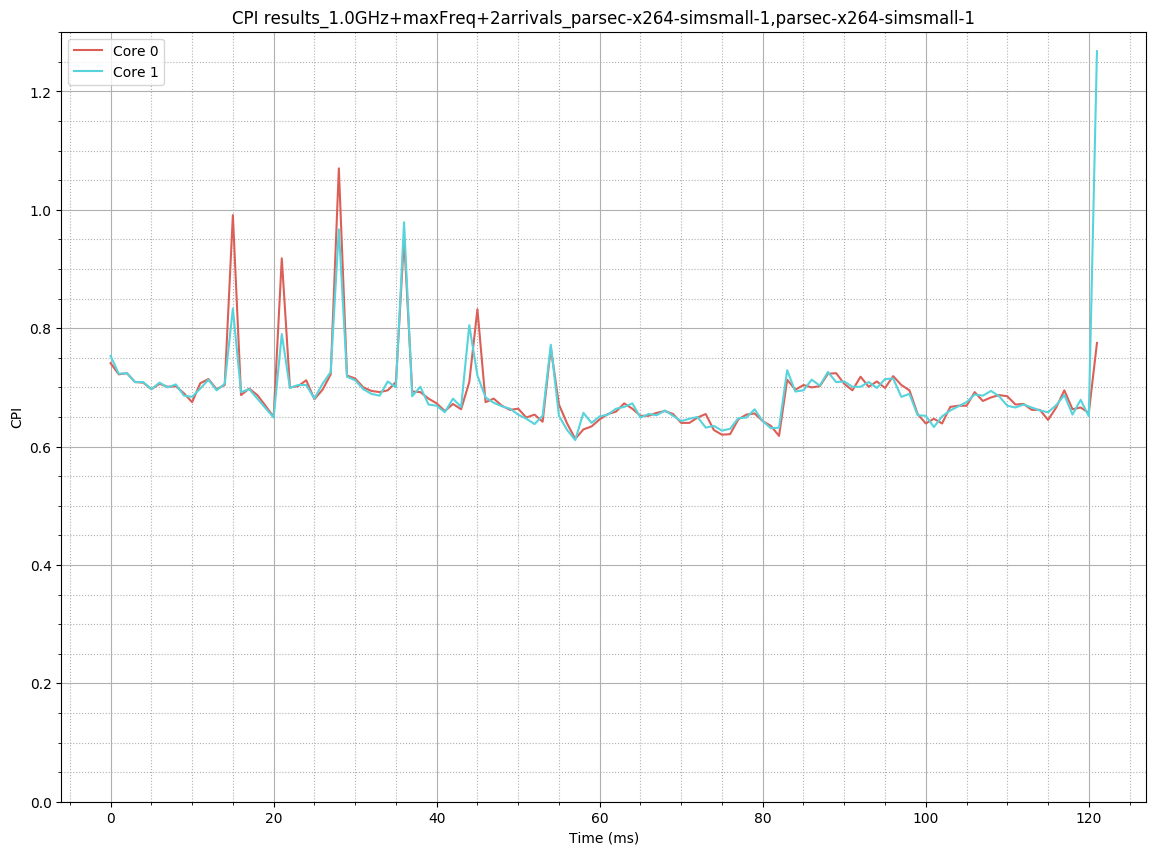 CPI results_1.0GHz+maxFreq+2arrivals_parsec-x264-simsmall-1,parsec-x264-simsmall-1
Core 0
Core 1
1.2
1.0
0.8
0.6
0.4
0.2
0.0
CPI
0 20 40 60 80 100 120
Time (ms)